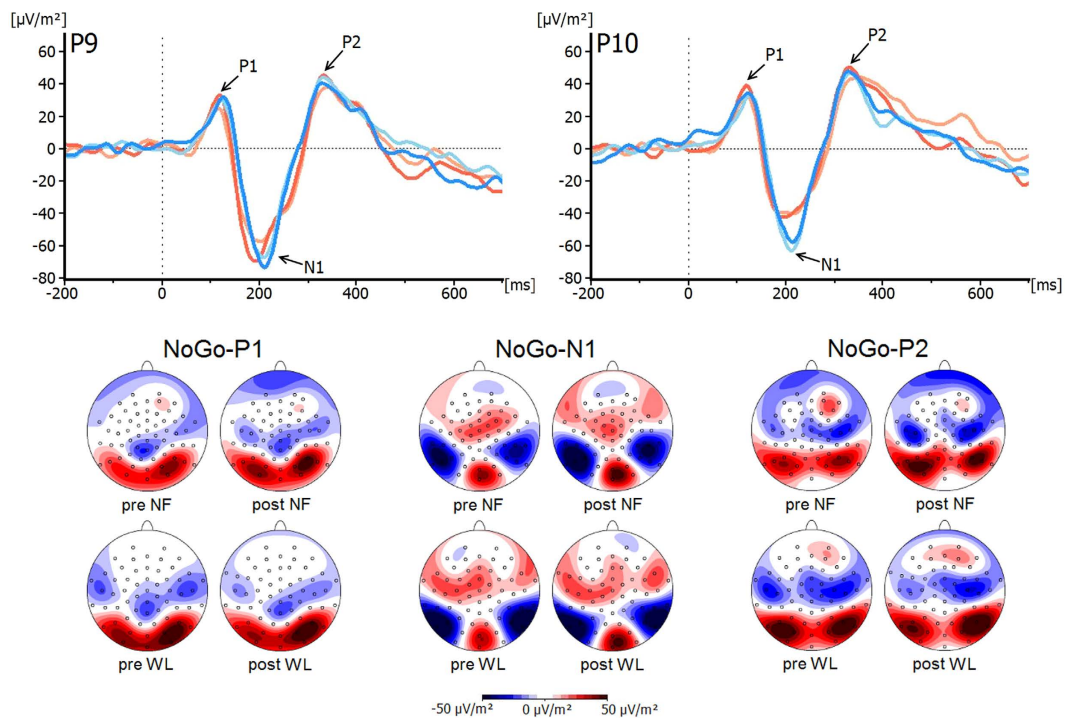 [µV/m²]
P9
P1
P2
N1
60
40
20
0
-20
-40
-60
-80
-200
0
200
400
600
[ms]
[µV/m²]
P10
P1
P2
N1
60
40
20
0
-20
-40
-60
-80
-200
0
200
400
600
[ms]
NoGo-P1
NoGo-N1
NoGo-P2
pre NF
post NF
pre NF
post NF
pre NF
post NF
pre WL
post WL
pre WL
post WL
pre WL
post WL
-50 µV/m²
0 µV/m²
50 µV/m²